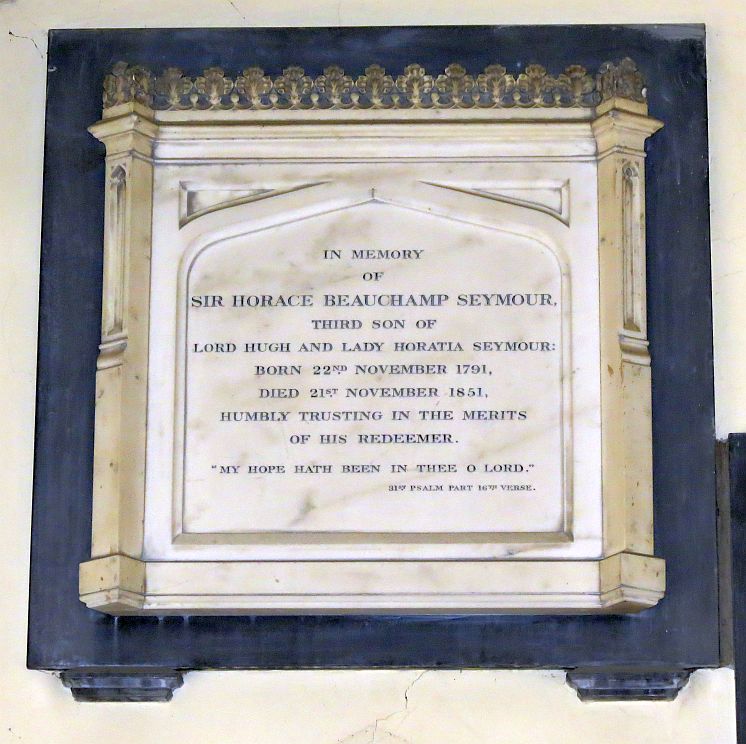 IN MEMORY
OF
SIR HORACE BEAUCHAMP SEYMOUR,
THIRD SON OF
LORD HUGH AND LADY HORATIA SEYMOUR:
BORN 22ND NOVEMBER 1791,
DIED 21ST NOVEMBER 1851,
HUMBLY TRUSTING IN THE MERITS
OF HIS REDEEMER.
"MY HOPE HATH BEEN IN THEE O LORD."
31ST PSALM PART 16TH VERSE.